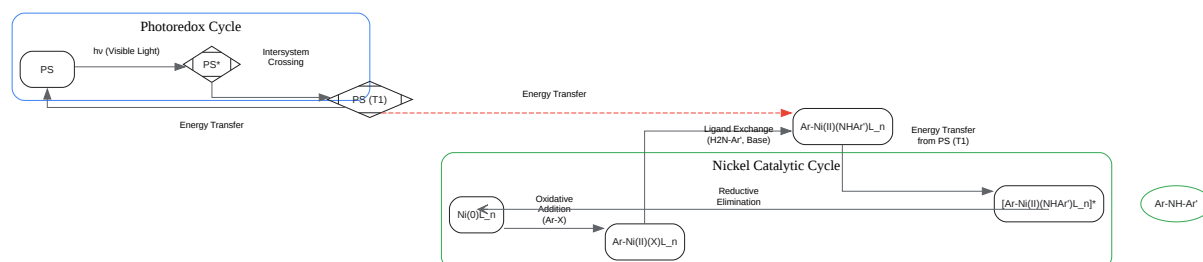 Photoredox Cycle
hν (Visible Light)
PS
PS*
Intersystem
Crossing
PS (T1)
Energy Transfer
Energy Transfer
Ar-Ni(II)(NHAr')L_n
Ligand Exchange
(H2N-Ar', Base)
Energy Transfer
from PS (T1)
Nickel Catalytic Cycle
Ni(0)L_n
Oxidative
Addition
(Ar-X)
Ar-Ni(II)(X)L_n
Reductive
Elimination
[Ar-Ni(II)(NHAr')L_n]*
Ar-NH-Ar'